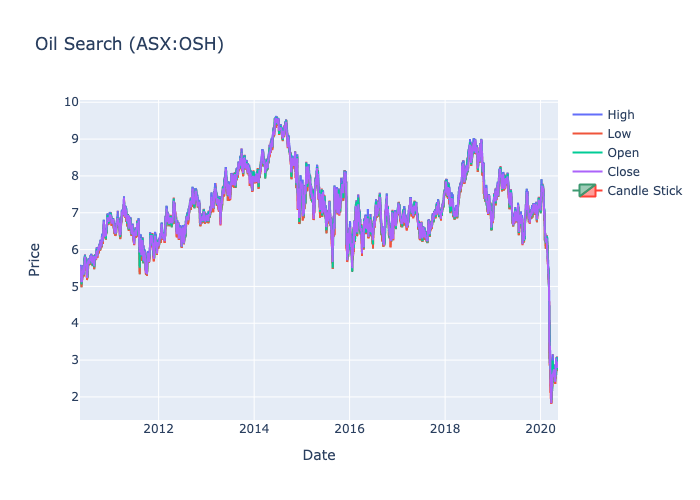 Oil Search (ASX:OSH)
10
9
8
7
6
5
4
3
2
Price
2012 2014 2016 2018 2020
Date
High
Low
Open
Close
Candle Stick